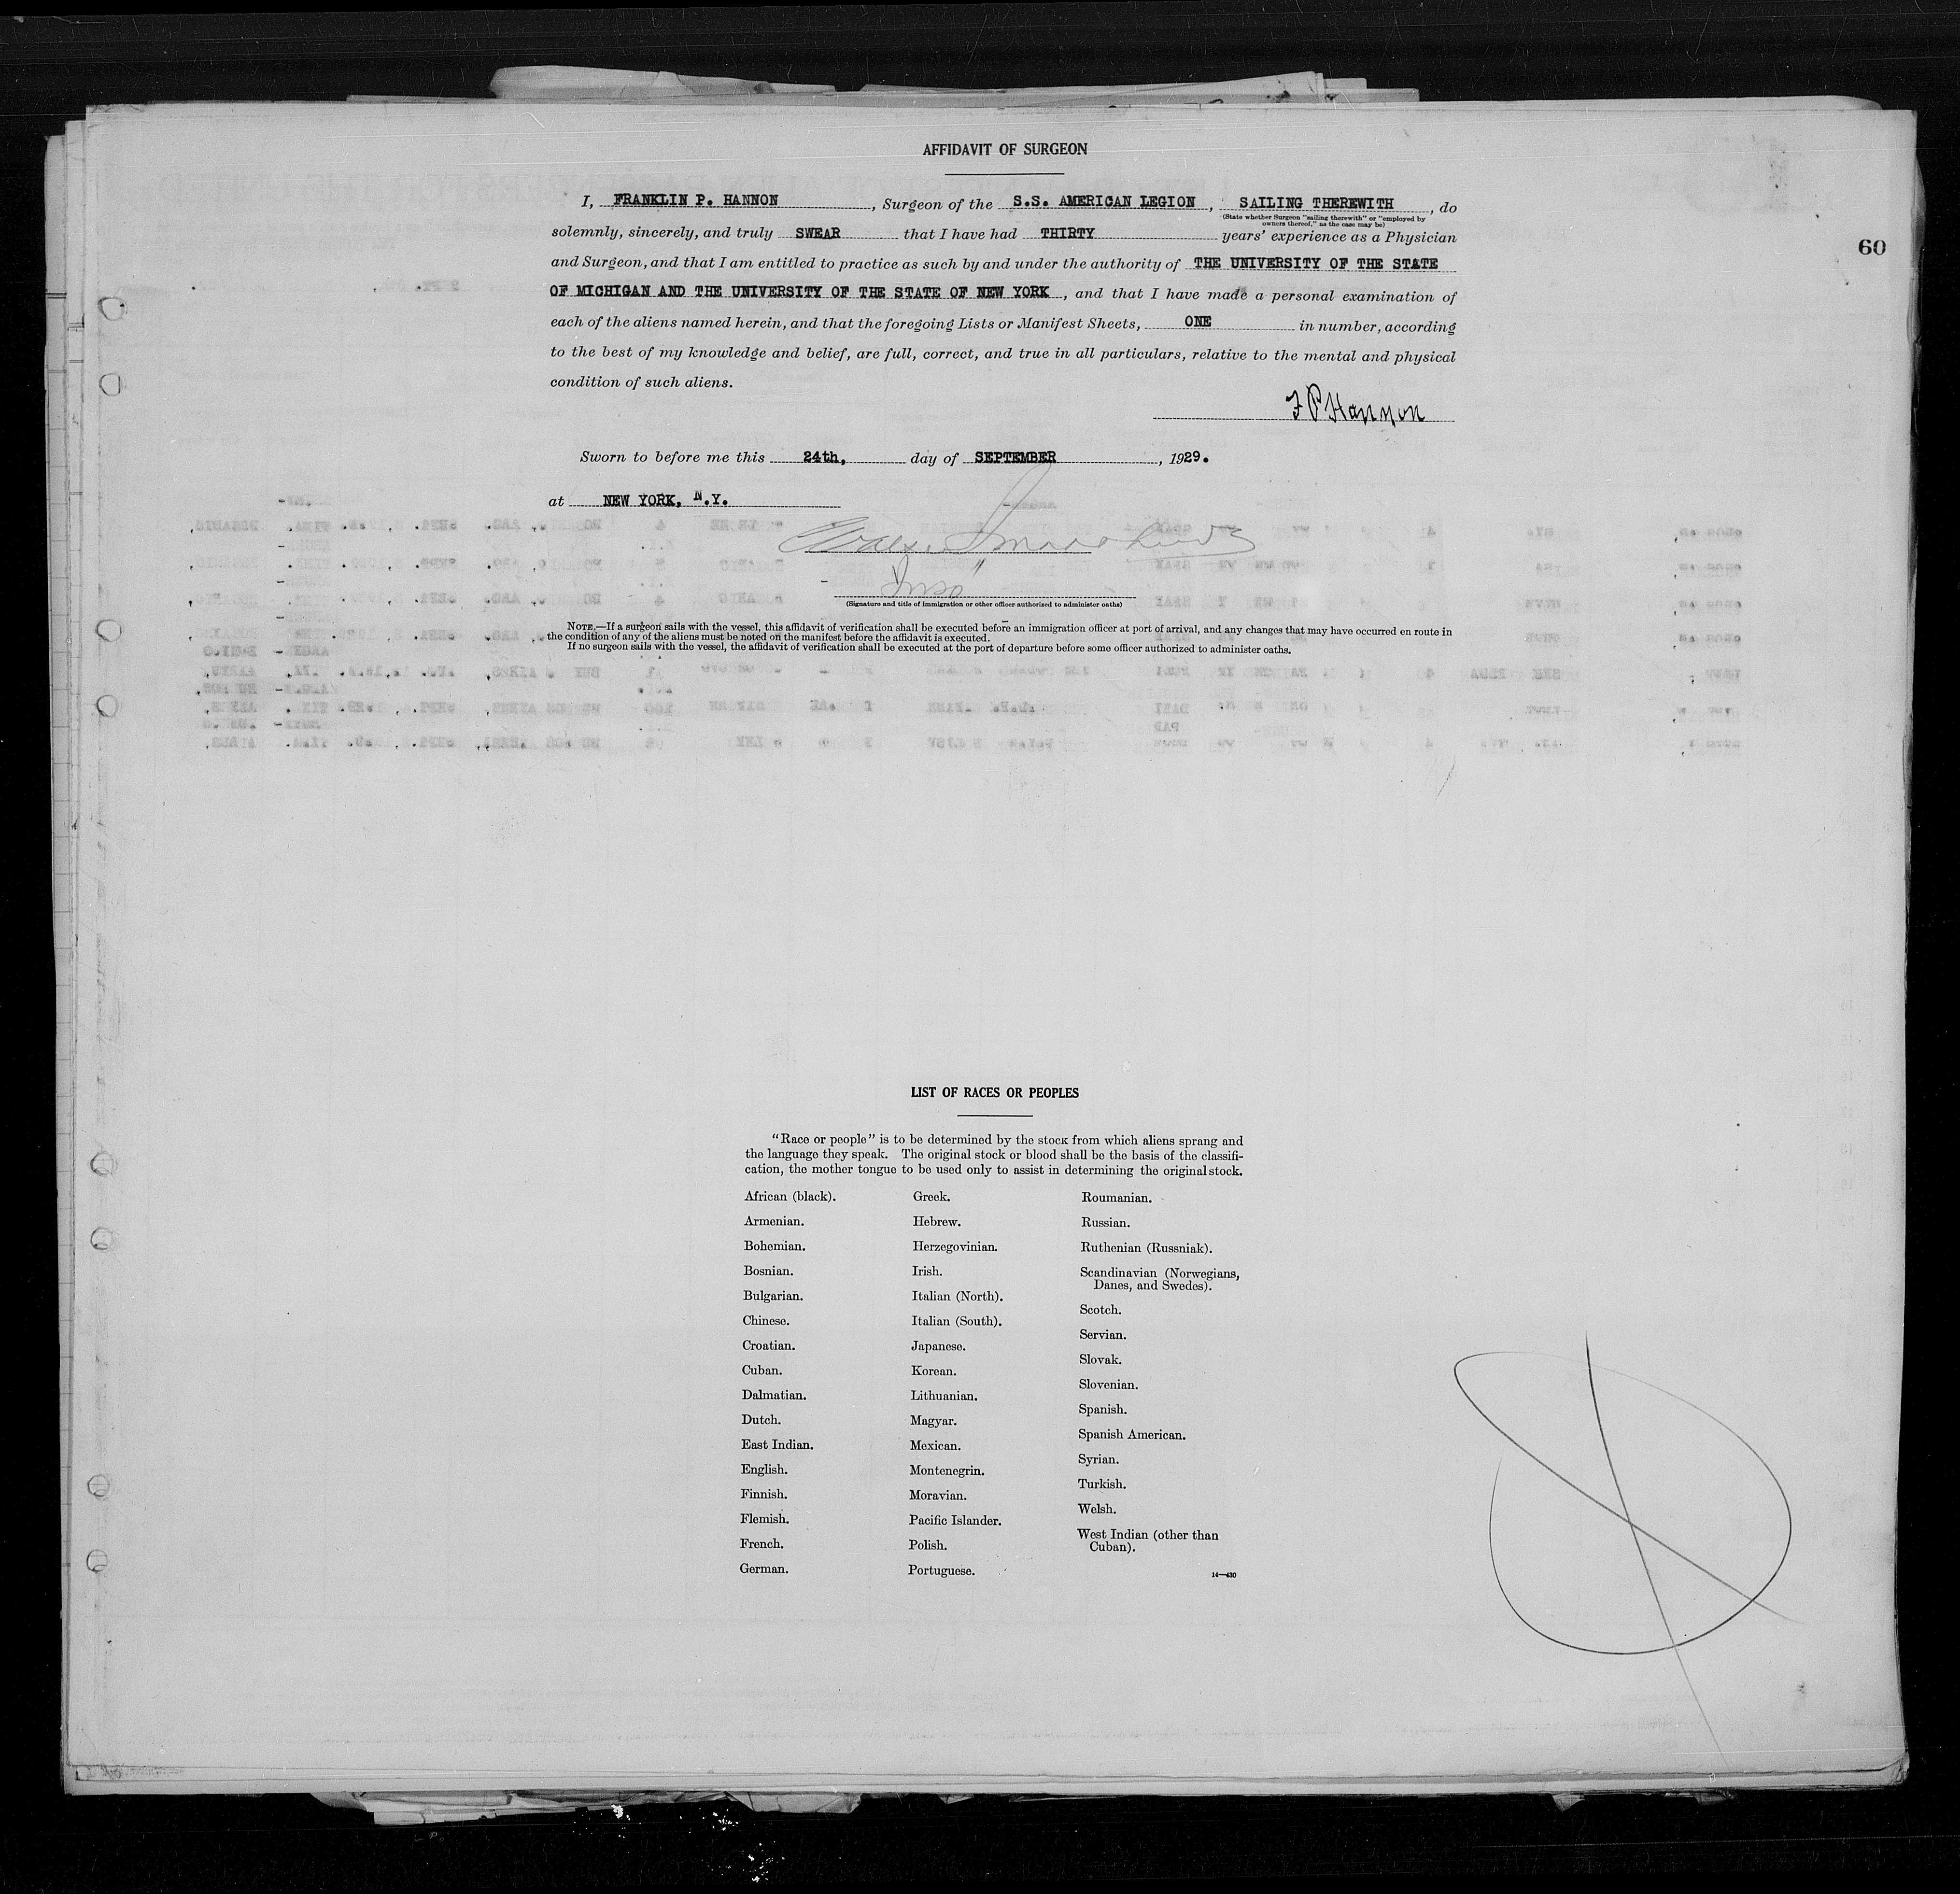 AFFIDAVIT OF SURGEON
I, FRANKLIN P. HANNON, Surgeon of the S.S. AMERICAN LEGION, SAILING THEREWITH, do
(State whether Surgeon "sailing therewith" or "employed by
owners thereof," as the case may be)
solemnly, sincerely, and truly SWEAR that I have had THIRTY years' experience as a Physician
60
and Surgeon, and that I am entitled to practice as such by and under the authority of THE UNIVERSITY OF THE STATE
OF MICHIGAN AND THE UNIVERSITY OF THE STATE OF NEW YORK, and that I have made a personal examination of
each of the aliens named herein, and that the foregoing Lists or Manifest Sheets, ONE in number, according
to the best of my knowledge and belief, are full, correct, and true in all particulars, relative to the mental and physical
condition of such aliens.
F P Hannon
Sworn to before me this 24th, day of SEPTEMBER, 1929.
at NEW YORK, N.Y.
(Signature and title of immigration or other officer authorized to administer oaths)
NOTE.—If a surgeon sails with the vessel, this affidavit of verification shall be executed before an immigration officer at port of arrival, and any changes that may have occurred en route in
the condition of any of the aliens must be noted on the manifest before the affidavit is executed.
If no surgeon sails with the vessel, the affidavit of verification shall be executed at the port of departure before some officer authorized to administer oaths.
LIST OF RACES OR PEOPLES
"Race or people" is to be determined by the stock from which aliens sprang and
the language they speak. The original stock or blood shall be the basis of the classifi-
cation, the mother tongue to be used only to assist in determining the original stock.
African (black).
Armenian.
Bohemian.
Bosnian.
Bulgarian.
Chinese.
Croatian.
Cuban.
Dalmatian.
Dutch.
East Indian.
English.
Finnish.
Flemish.
French.
German.
Greek.
Hebrew.
Herzegovinian.
Irish.
Italian (North).
Italian (South).
Japanese.
Korean.
Lithuanian.
Magyar.
Mexican.
Montenegrin.
Moravian.
Pacific Islander.
Polish.
Portuguese.
Roumanian.
Russian.
Ruthenian (Russniak).
Scandinavian (Norwegians,
Danes, and Swedes).
Scotch.
Servian.
Slovak.
Slovenian.
Spanish.
Spanish American.
Syrian.
Turkish.
Welsh.
West Indian (other than
Cuban).
14—430